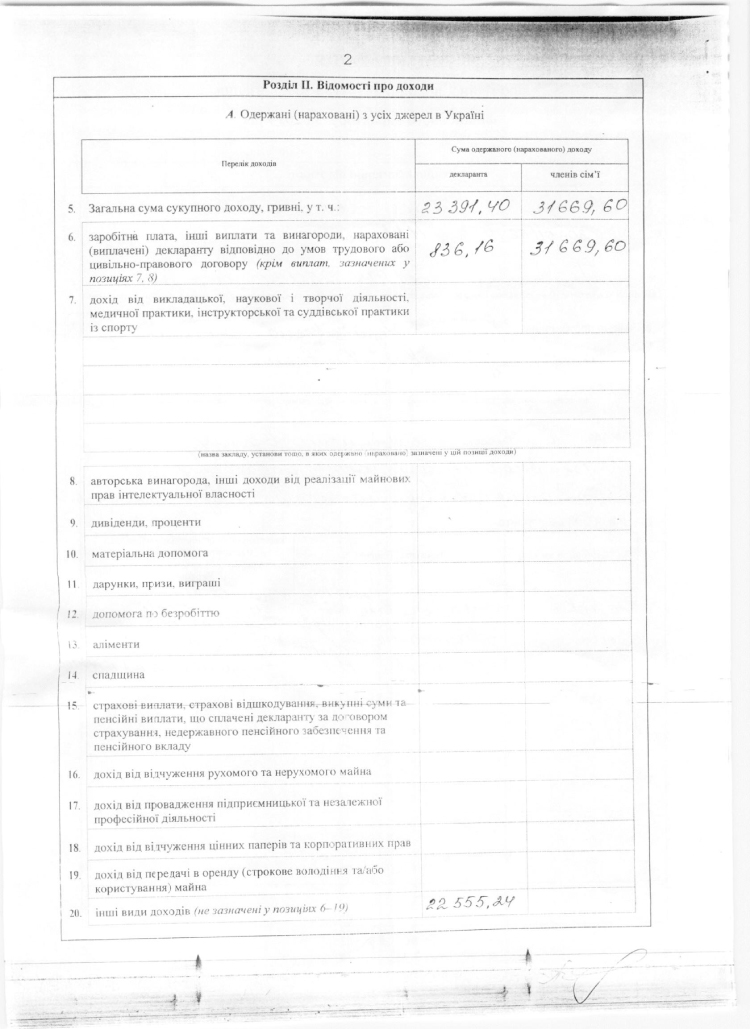 2
Розділ II. Відомості про доходи
А. Одержані (нараховані) з усіх джерел в Україні
Перелік доходів
Сума одержаного (нарахованого) доходу
декларанта
членів сім’ї
5. Загальна сума сукупного доходу, гривні, у т. ч.: 23 391,40 31669,60
6. заробітна плата, інші виплати та винагороди, нараховані
(виплачені) декларанту відповідно до умов трудового або
цивільно-правового договору (крім виплат, зазначених у
позиціях 7, 8)
836,16 31669,60
7. дохід від викладацької, наукової і творчої діяльності,
медичної практики, інструкторської та суддівської практики
із спорту
(назва закладу, установи тощо, в яких одержано (нараховано) зазначені у цій позиції доходи)
8. авторська винагорода, інші доходи від реалізації майнових
прав інтелектуальної власності
9. дивіденди, проценти
10. матеріальна допомога
11. дарунки, призи, виграші
12. допомога по безробіттю
13. аліменти
14. спадщина
15. страхові виплати, страхові відшкодування, викупні суми та
пенсійні виплати, що сплачені декларанту за договором
страхування, недержавного пенсійного забезпечення та
пенсійного вкладу
16. дохід від відчуження рухомого та нерухомого майна
17. дохід від провадження підприємницької та незалежної
професійної діяльності
18. дохід від відчуження цінних паперів та корпоративних прав
19. дохід від передачі в оренду (строкове володіння та/або
користування) майна
20. інші види доходів (не зазначені у позиціях 6–19) 22 555,24